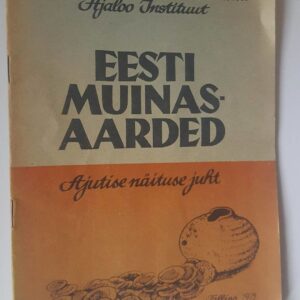 Ajaloo Instituut
EESTI
MUINAS-
AARDED
Ajutise näituse juht